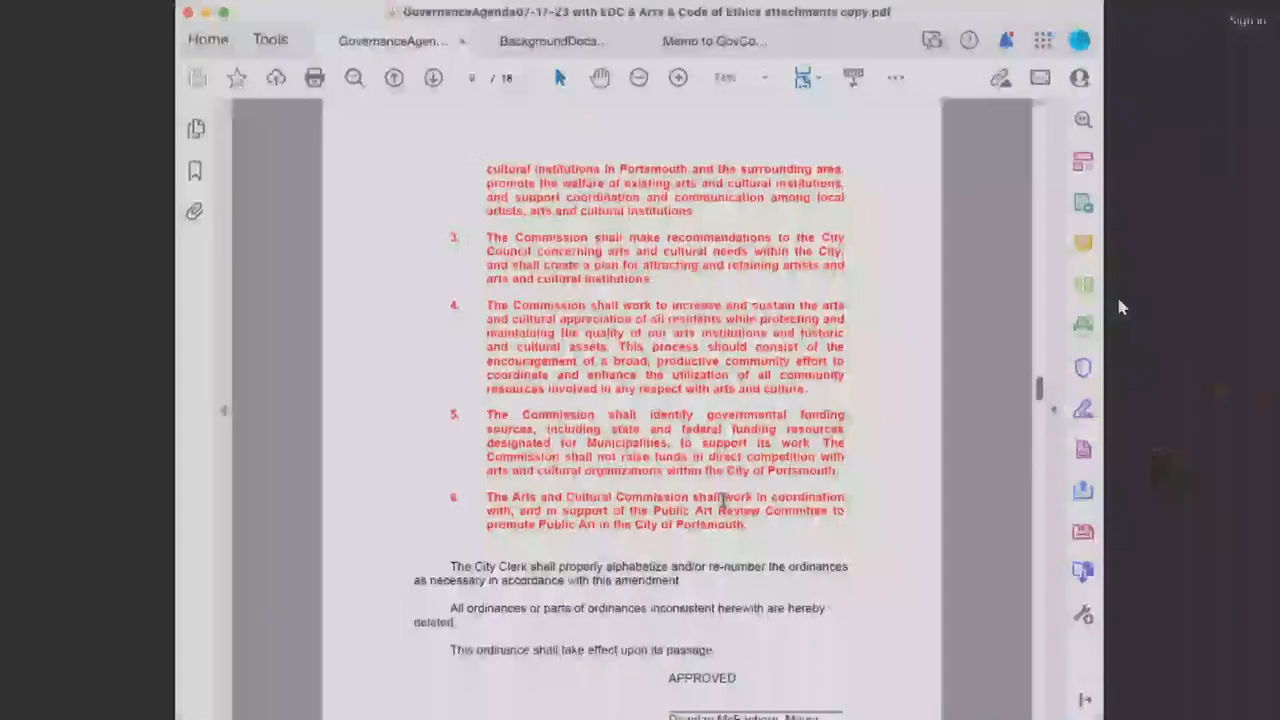 GovernanceAgenda07-17-23 with EDC & Arts & Code of Ethics attachments copy.pdf
Sign in
Home Tools GovernanceAgen... × BackgroundDocs... Memo to GovCo...
/ 18 74%
cultural institutions in Portsmouth and the surrounding area,
promote the welfare of existing arts and cultural institutions,
and support coordination and communication among local
artists, arts and cultural institutions.
3. The Commission shall make recommendations to the City
Council concerning arts and cultural needs within the City,
and shall create a plan for attracting and retaining artists and
arts and cultural institutions.
4. The Commission shall work to increase and sustain the arts
and cultural appreciation of all residents while protecting and
maintaining the quality of our arts institutions and historic
and cultural assets. This process should consist of the
encouragement of a broad, productive community effort to
coordinate and enhance the utilization of all community
resources involved in any respect with arts and culture.
5. The Commission shall identify governmental funding
sources, including state and federal funding resources
designated for Municipalities, to support its work. The
Commission shall not raise funds in direct competition with
arts and cultural organizations within the City of Portsmouth.
6. The Arts and Cultural Commission shall work in coordination
with, and in support of the Public Art Review Committee to
promote Public Art in the City of Portsmouth.
The City Clerk shall properly alphabetize and/or re-number the ordinances
as necessary in accordance with this amendment.
All ordinances or parts of ordinances inconsistent herewith are hereby
deleted.
This ordinance shall take effect upon its passage.
APPROVED
Mayor